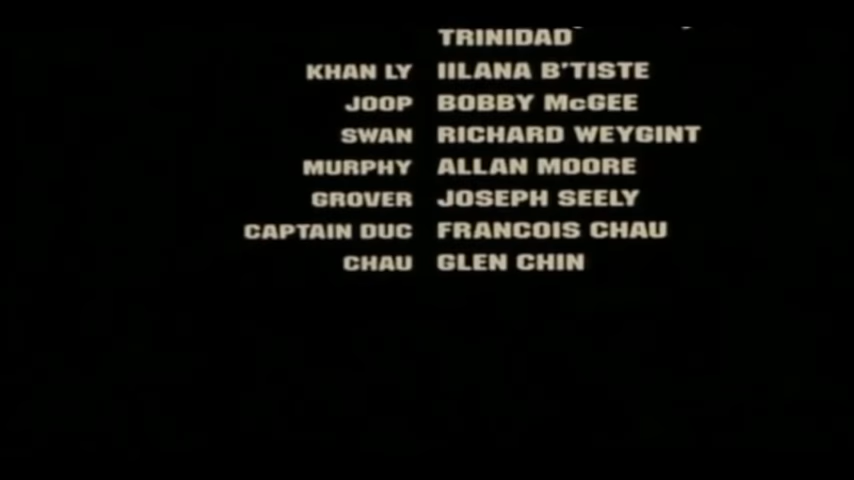 TRINIDAD
KHAN LY IILANA B'TISTE
JOOP BOBBY McGEE
SWAN RICHARD WEYGINT
MURPHY ALLAN MOORE
GROVER JOSEPH SEELY
CAPTAIN DUC FRANCOIS CHAU
CHAU GLEN CHIN